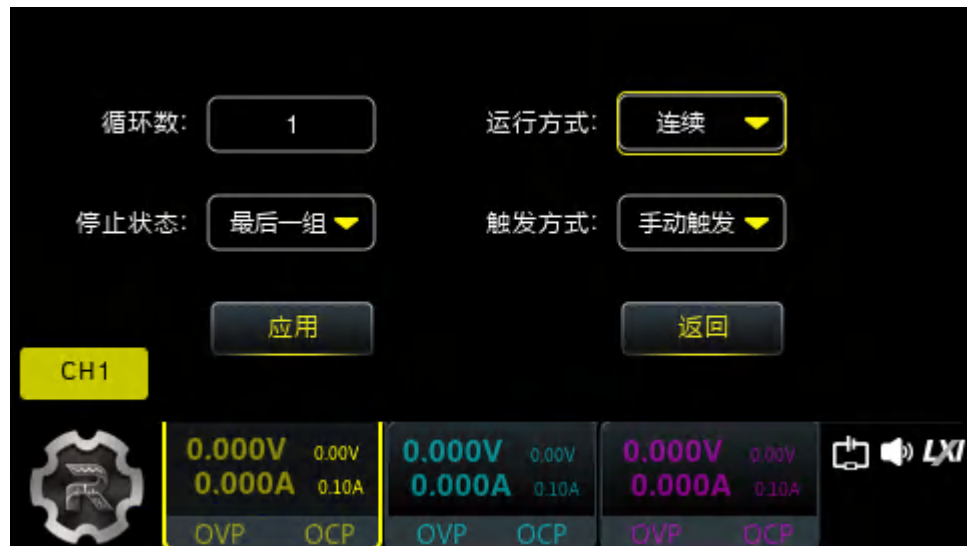 循环数: 1 运行方式: 连续
停止状态: 最后一组 触发方式: 手动触发
应用 返回
CH1
0.000V 0.00V 0.000V 0.00V 0.000V 0.00V
0.000A 0.10A 0.000A 0.10A 0.000A 0.10A
OVP OCP OVP OCP OVP OCP
LXI